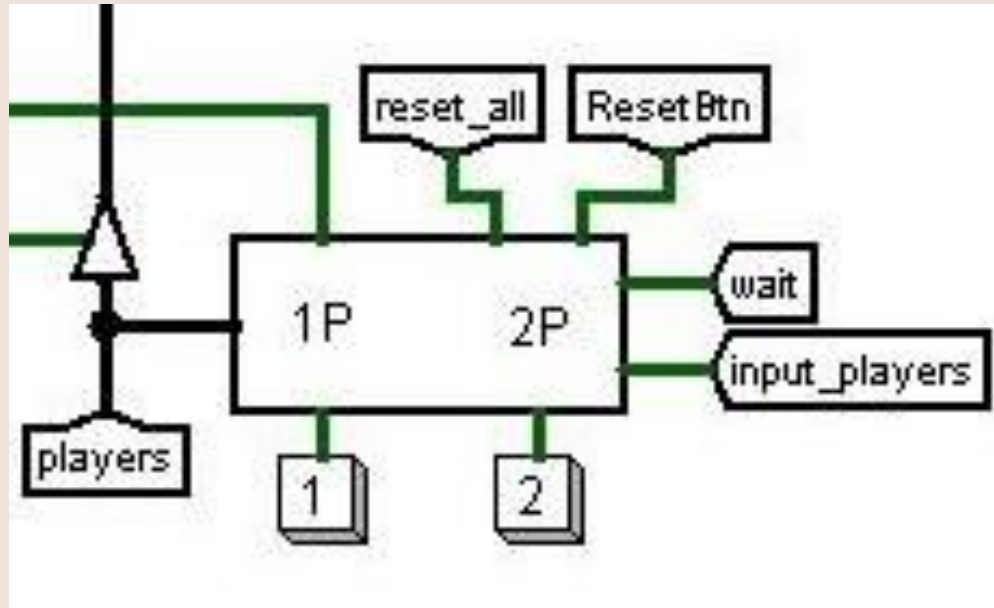 reset_all
ResetBtn
1P
2P
wait
input_players
players
1
2